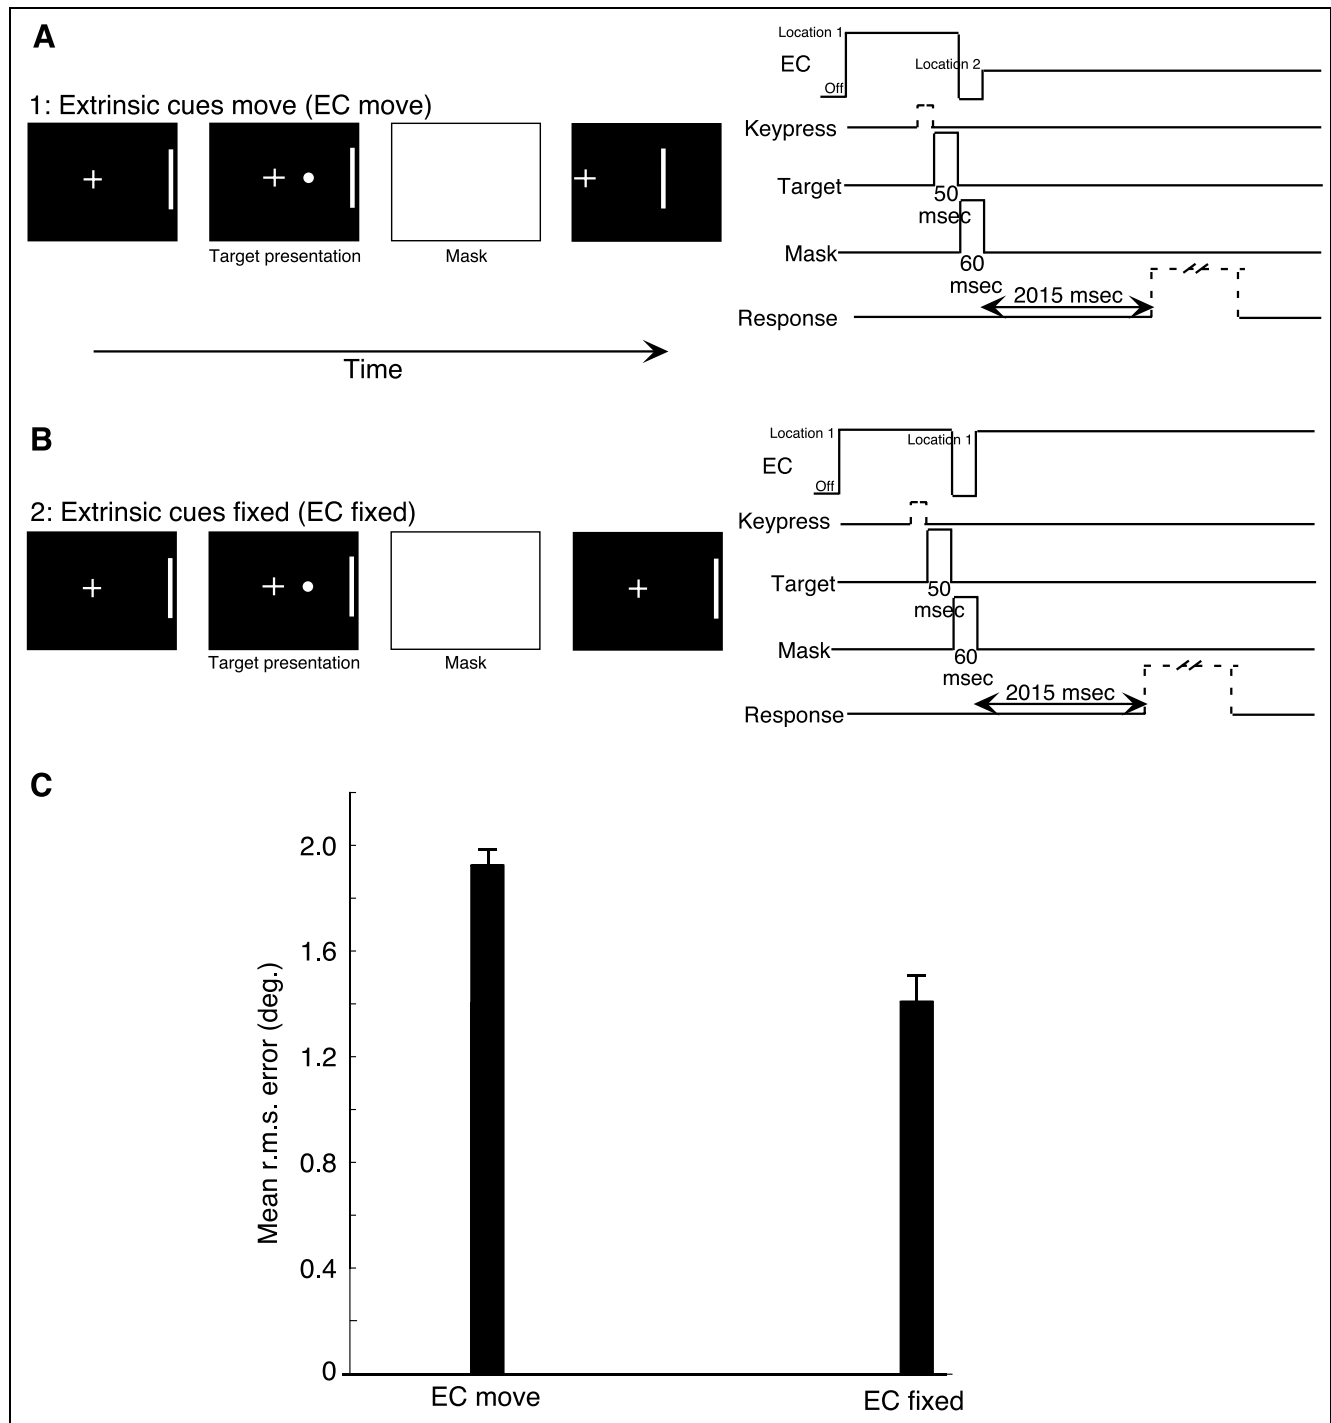 A
1: Extrinsic cues move (EC move)
Target presentation
Mask
Time
Location 1
EC
Location 2
Off
Keypress
Target
50
msec
Mask
60
msec
2015 msec
Response
B
2: Extrinsic cues fixed (EC fixed)
Target presentation
Mask
Location 1
Location 1
EC
Off
Keypress
Target
50
msec
Mask
60
msec
2015 msec
Response
C
Mean r.m.s. error (deg.)
2.0
1.6
1.2
0.8
0.4
0
EC move
EC fixed